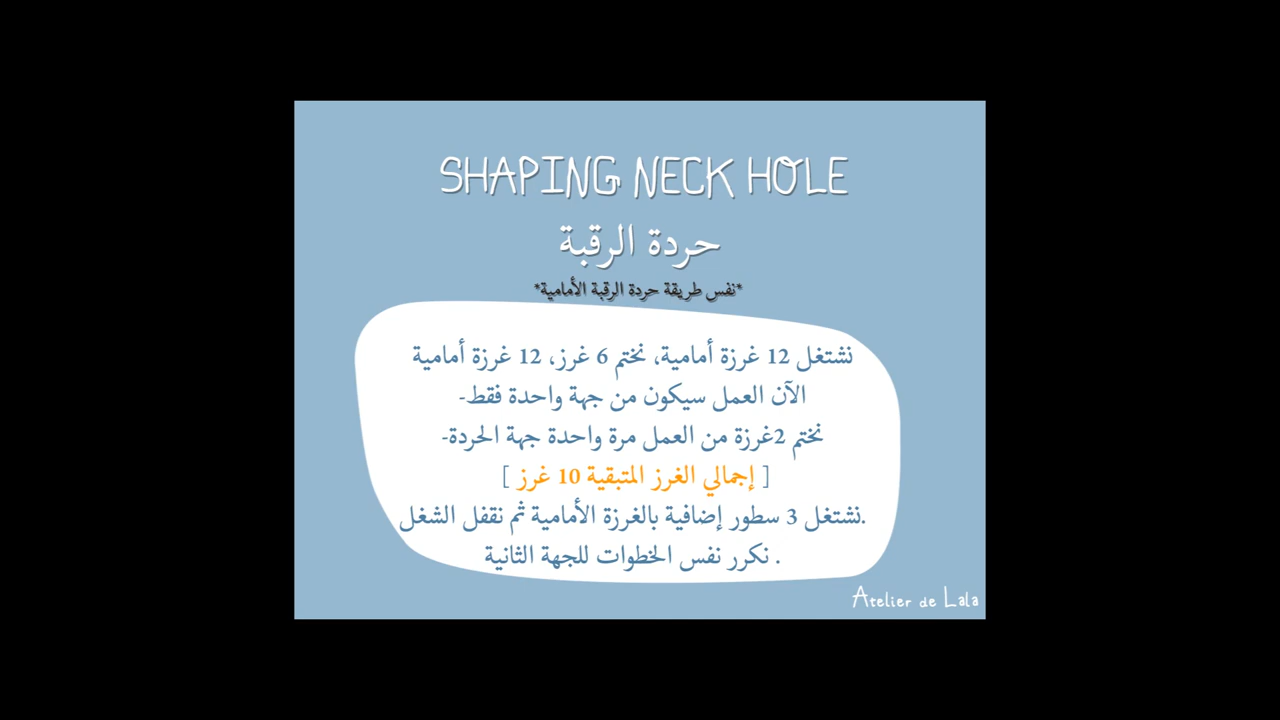 SHAPING NECK HOLE
حردة الرقبة
*نفس طريقة حردة الرقبة الأمامية*
نشتغل 12 غرزة أمامية، نختم 6 غرز، 12 غرزة أمامية
الآن العمل سيكون من جهة واحدة فقط-
نختم 2غرزة من العمل مرة واحدة جهة الحردة-
[ إجمالي الغرز المتبقية 10 غرز ]
.نشتغل 3 سطور إضافية بالغرزة الأمامية ثم نقفل الشغل
. نكرر نفس الخطوات للجهة الثانية
Atelier de Lala